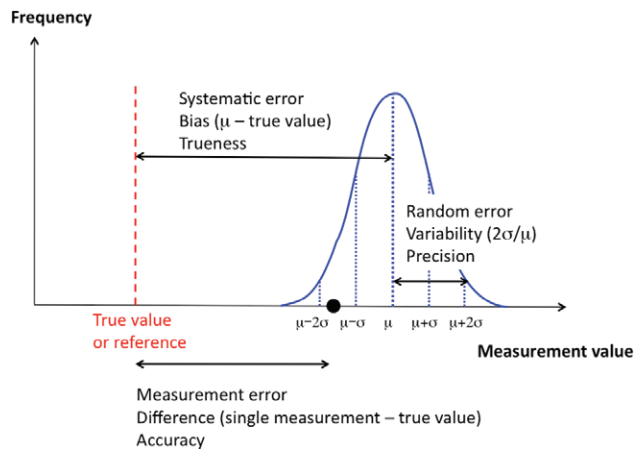 Frequency
Systematic error
Bias (μ – true value)
Trueness
Random error
Variability (2σ/μ)
Precision
True value
or reference
μ−2σ
μ−σ
μ
μ+σ
μ+2σ
Measurement value
Measurement error
Difference (single measurement – true value)
Accuracy